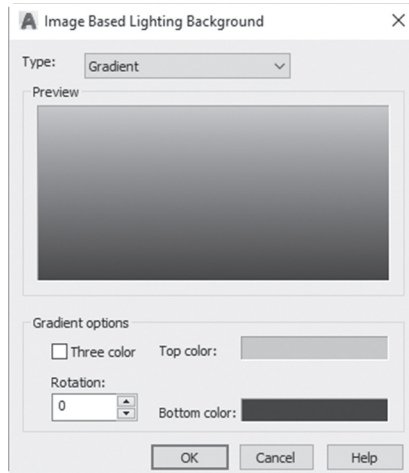 Image Based Lighting Background
Type: Gradient
Preview
Gradient options
Three color Top color:
Rotation:
0
Bottom color:
OK Cancel Help